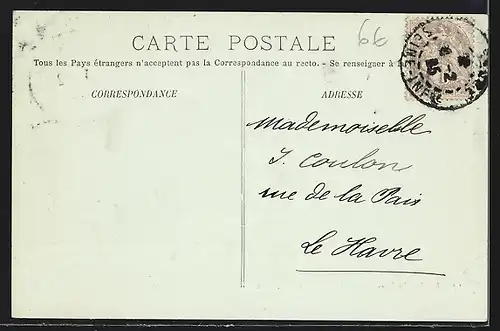 66
CARTE POSTALE
Tous les Pays étrangers n'acceptent pas la Correspondance au recto. - Se renseigner à
CORRESPONDANCE
ADRESSE
Mademoiselle
J. Coulon
rue de la Paix
Le Havre